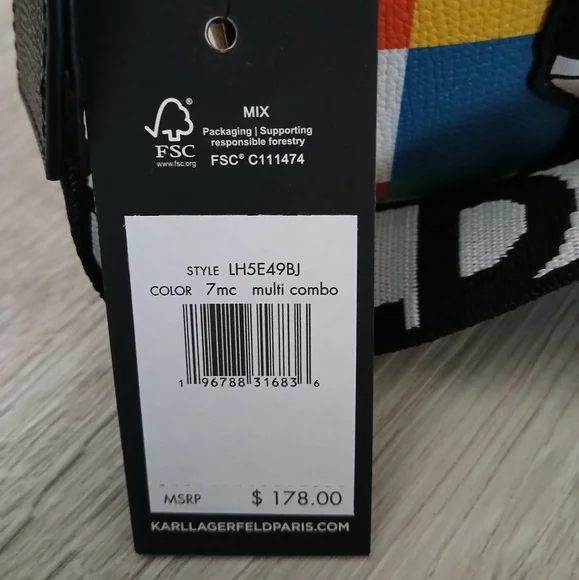 MIX
Packaging | Supporting
responsible forestry
FSC® C111474
FSC
www.fsc.org
STYLE LH5E49BJ
COLOR 7mc multi combo
1 96788 31683 6
MSRP $ 178.00
KARLLAGERFELDPARIS.COM